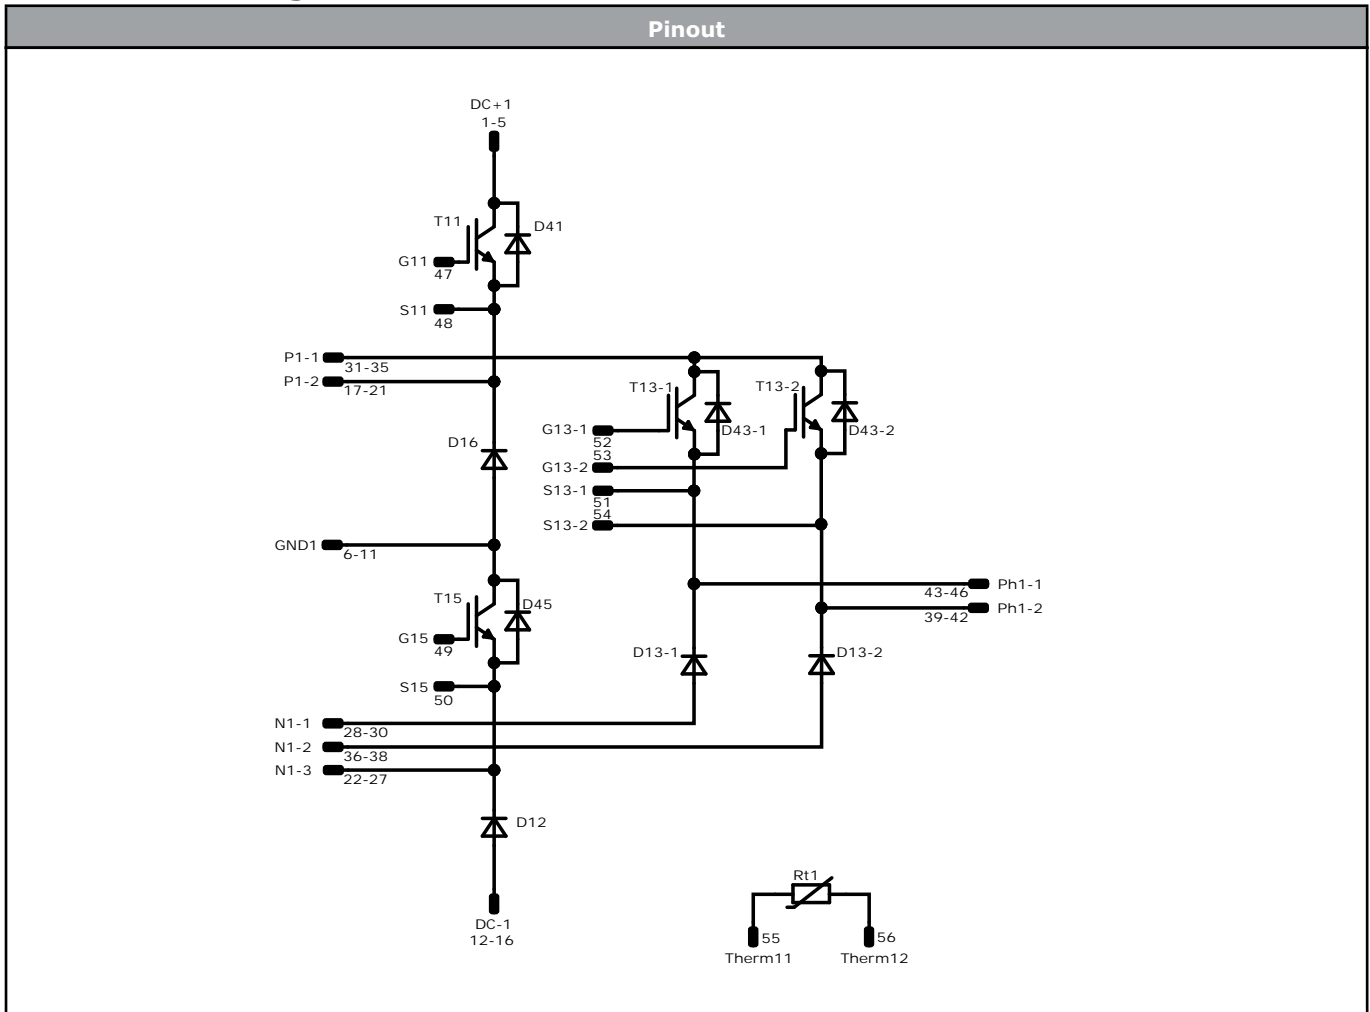 Pinout
DC+1
1-5
T11
D41
G11
47
S11
48
P1-1
31-35
P1-2
17-21
T13-1
T13-2
D43-1
D43-2
G13-1
52
53
G13-2
S13-1
51
54
S13-2
D16
GND1
6-11
Ph1-1
43-46
Ph1-2
39-42
T15
D45
G15
49
D13-1
D13-2
S15
50
N1-1
28-30
N1-2
36-38
N1-3
22-27
D12
Rt1
DC-1
12-16
55
56
Therm11
Therm12